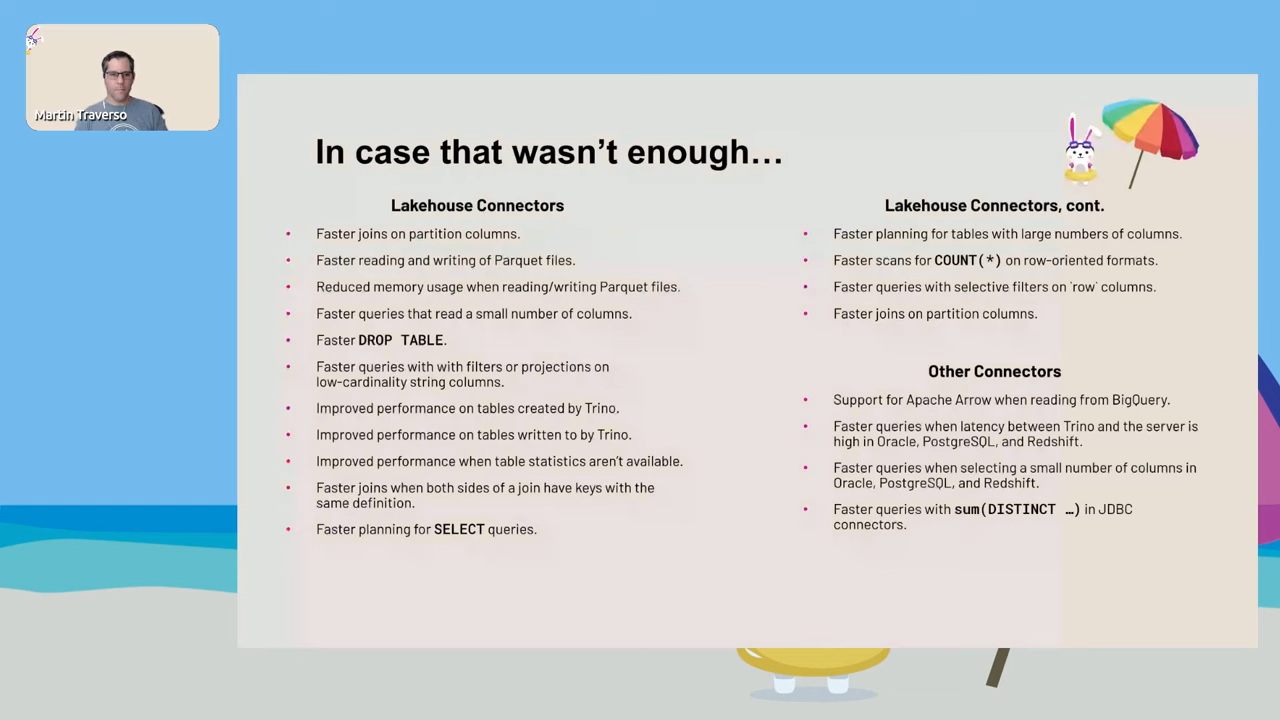 Martin Traverso
In case that wasn't enough...
Lakehouse Connectors
• Faster joins on partition columns.
• Faster reading and writing of Parquet files.
• Reduced memory usage when reading/writing Parquet files.
• Faster queries that read a small number of columns.
• Faster DROP TABLE.
• Faster queries with with filters or projections on
low-cardinality string columns.
• Improved performance on tables created by Trino.
• Improved performance on tables written to by Trino.
• Improved performance when table statistics aren't available.
• Faster joins when both sides of a join have keys with the
same definition.
• Faster planning for SELECT queries.
Lakehouse Connectors, cont.
• Faster planning for tables with large numbers of columns.
• Faster scans for COUNT(*) on row-oriented formats.
• Faster queries with selective filters on `row` columns.
• Faster joins on partition columns.
Other Connectors
• Support for Apache Arrow when reading from BigQuery.
• Faster queries when latency between Trino and the server is
high in Oracle, PostgreSQL, and Redshift.
• Faster queries when selecting a small number of columns in
Oracle, PostgreSQL, and Redshift.
• Faster queries with sum(DISTINCT …) in JDBC
connectors.